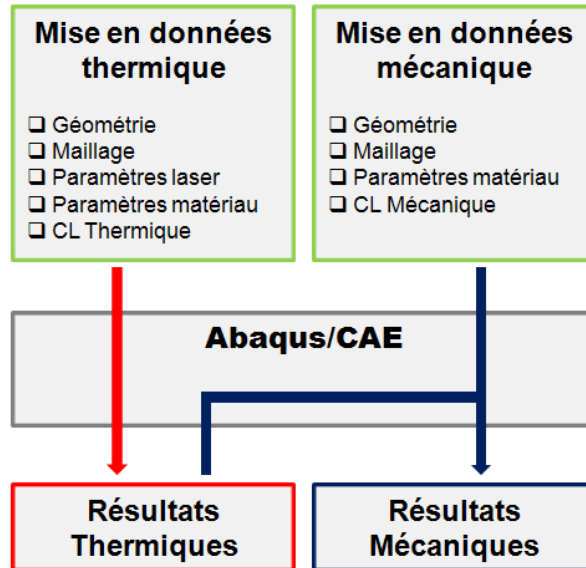 Mise en données
thermique
❑ Géométrie
❑ Maillage
❑ Paramètres laser
❑ Paramètres matériau
❑ CL Thermique
Mise en données
mécanique
❑ Géométrie
❑ Maillage
❑ Paramètres matériau
❑ CL Mécanique
Abaqus/CAE
Résultats
Thermiques
Résultats
Mécaniques